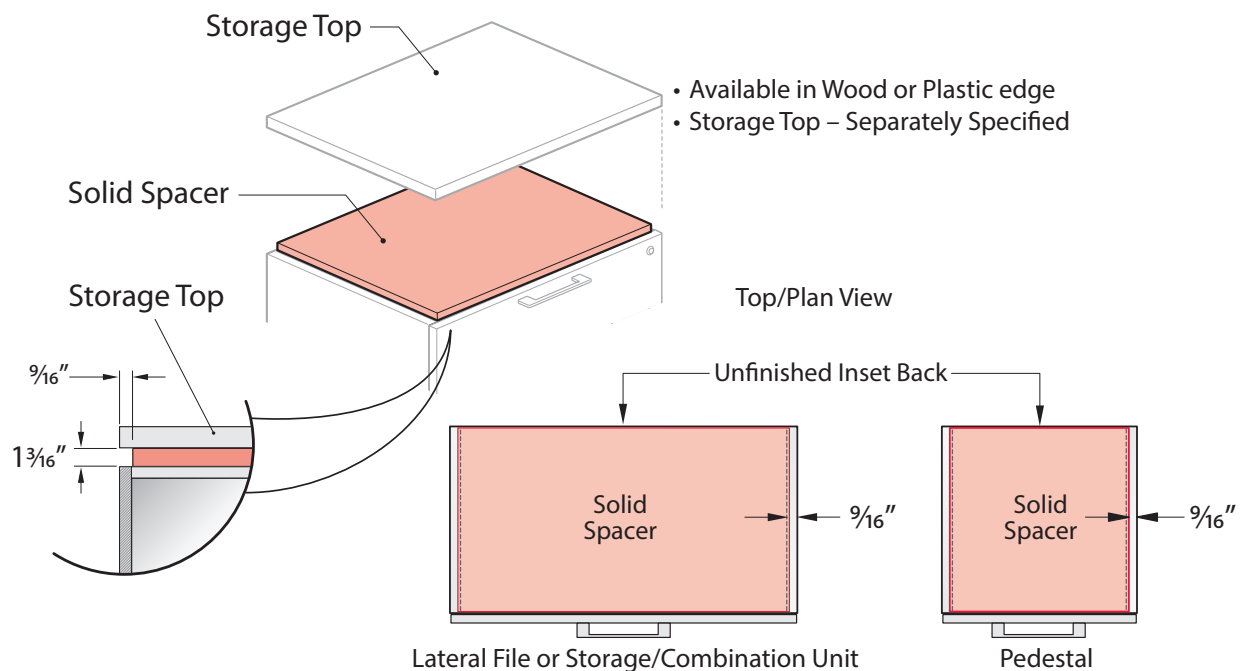 Storage Top
• Available in Wood or Plastic edge
• Storage Top – Separately Specified
Solid Spacer
Storage Top
Top/Plan View
⁹⁄₁₆”
1³⁄₁₆”
Unfinished Inset Back
Solid
Spacer
⁹⁄₁₆”
Solid
Spacer
⁹⁄₁₆”
Lateral File or Storage/Combination Unit
Pedestal